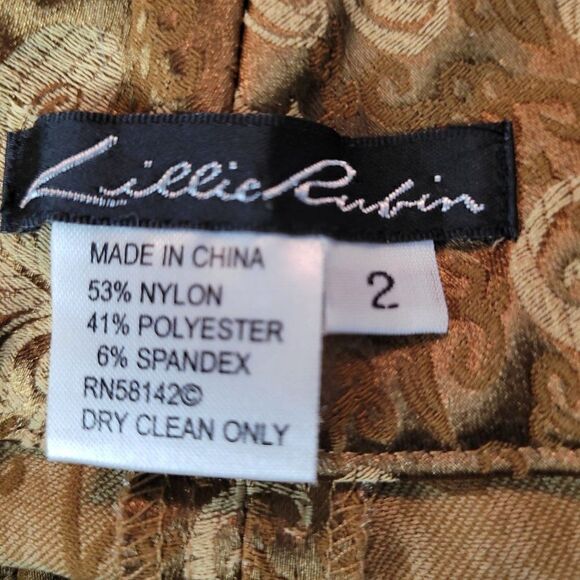 Lillie Rubin
2
MADE IN CHINA
53% NYLON
41% POLYESTER
6% SPANDEX
RN58142©
DRY CLEAN ONLY